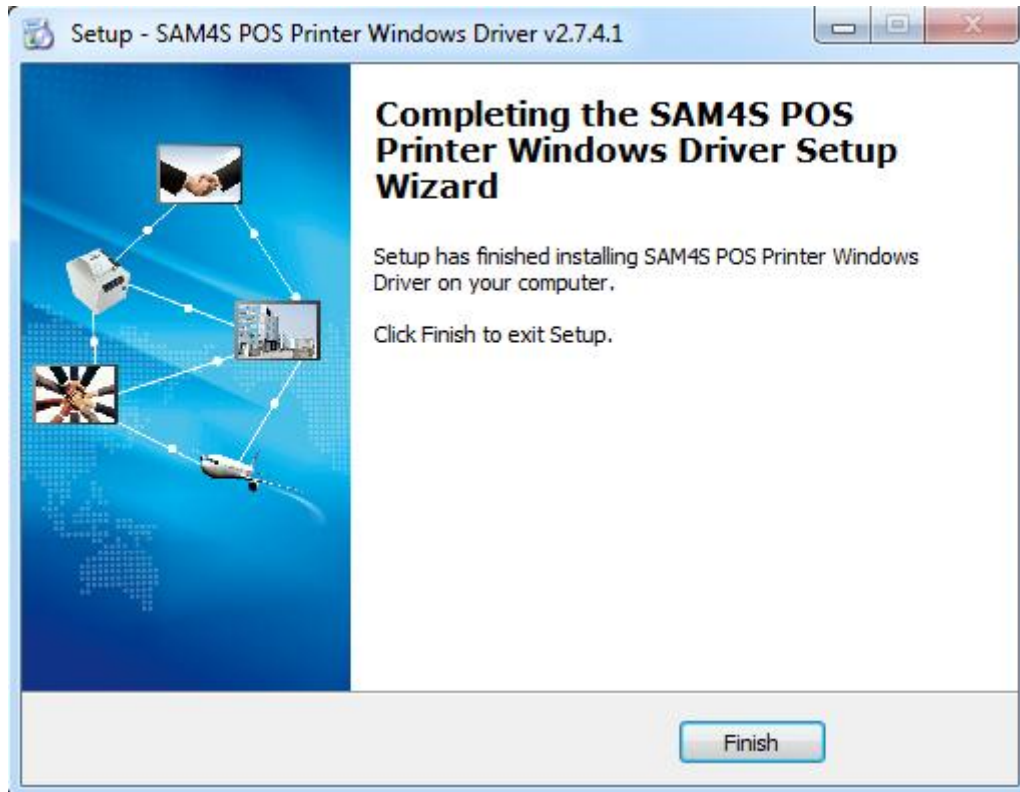 Setup - SAM4S POS Printer Windows Driver v2.7.4.1
Completing the SAM4S POS
Printer Windows Driver Setup
Wizard
Setup has finished installing SAM4S POS Printer Windows
Driver on your computer.
Click Finish to exit Setup.
Finish